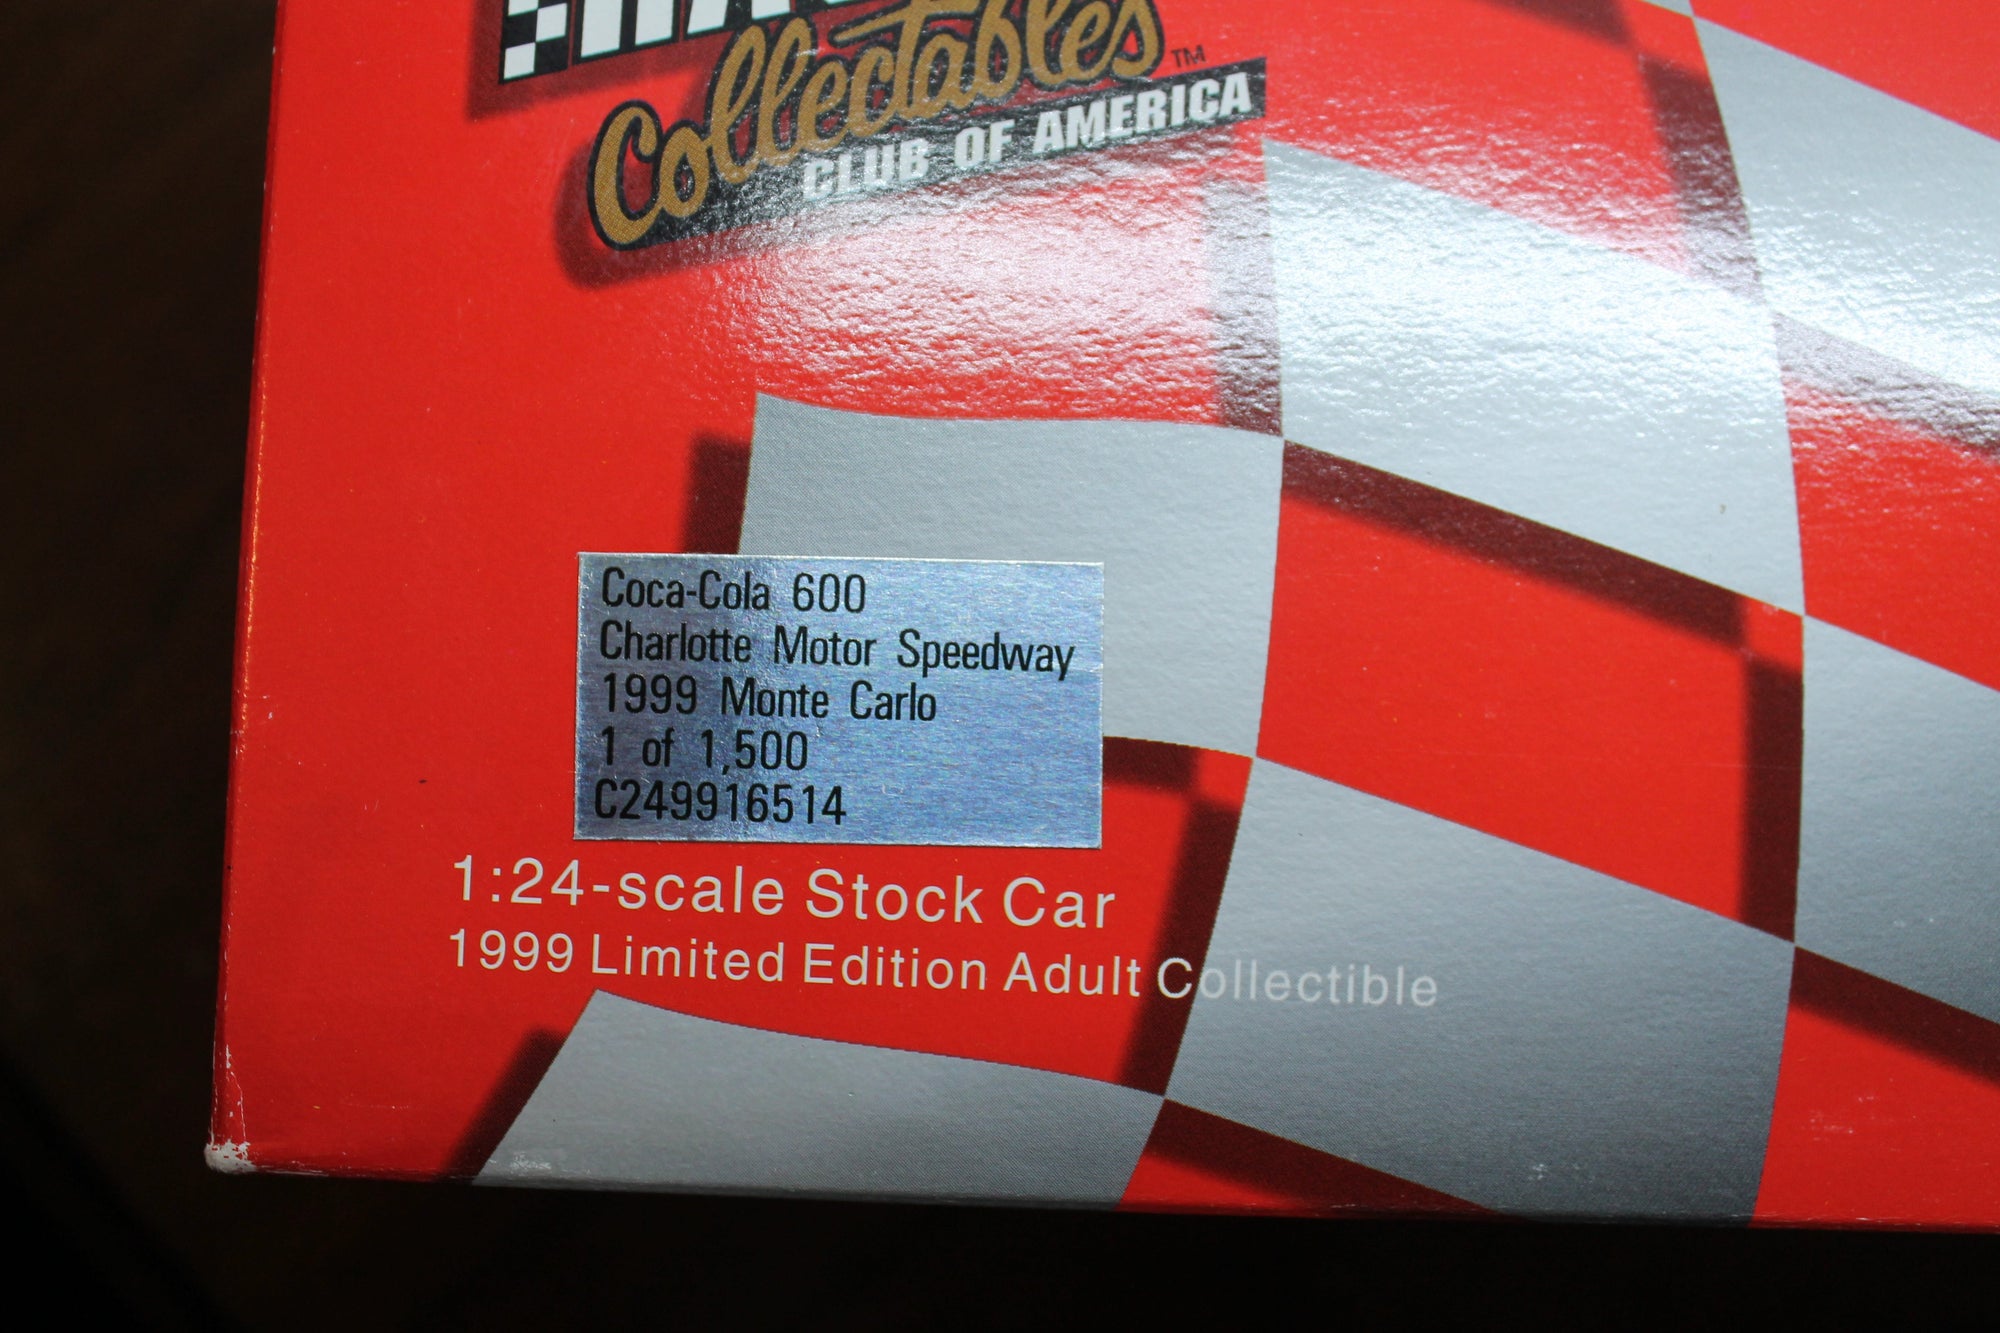 Collectables ™
CLUB OF AMERICA
Coca-Cola 600
Charlotte Motor Speedway
1999 Monte Carlo
1 of 1,500
C249916514
1:24-scale Stock Car
1999 Limited Edition Adult Collectible